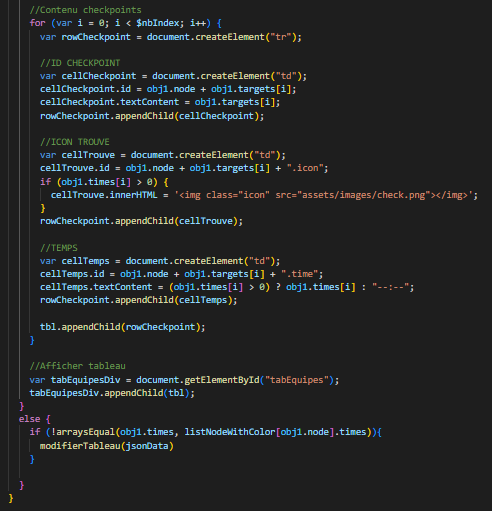 //Contenu checkpoints
for (var i = 0; i < $nbIndex; i++) {
var rowCheckpoint = document.createElement("tr");
//ID CHECKPOINT
var cellCheckpoint = document.createElement("td");
cellCheckpoint.id = obj1.node + obj1.targets[i];
cellCheckpoint.textContent = obj1.targets[i];
rowCheckpoint.appendChild(cellCheckpoint);
//ICON TROUVE
var cellTrouve = document.createElement("td");
cellTrouve.id = obj1.node + obj1.targets[i] + ".icon";
if (obj1.times[i] > 0) {
cellTrouve.innerHTML = '<img class="icon" src="assets/images/check.png"></img>';
}
rowCheckpoint.appendChild(cellTrouve);
//TEMPS
var cellTemps = document.createElement("td");
cellTemps.id = obj1.node + obj1.targets[i] + ".time";
cellTemps.textContent = (obj1.times[i] > 0) ? obj1.times[i] : "--:--";
rowCheckpoint.appendChild(cellTemps);
tbl.appendChild(rowCheckpoint);
}
//Afficher tableau
var tabEquipesDiv = document.getElementById("tabEquipes");
tabEquipesDiv.appendChild(tbl);
}
else {
if (!arraysEqual(obj1.times, listNodeWithColor[obj1.node].times)){
modifierTableau(jsonData)
}
}
}